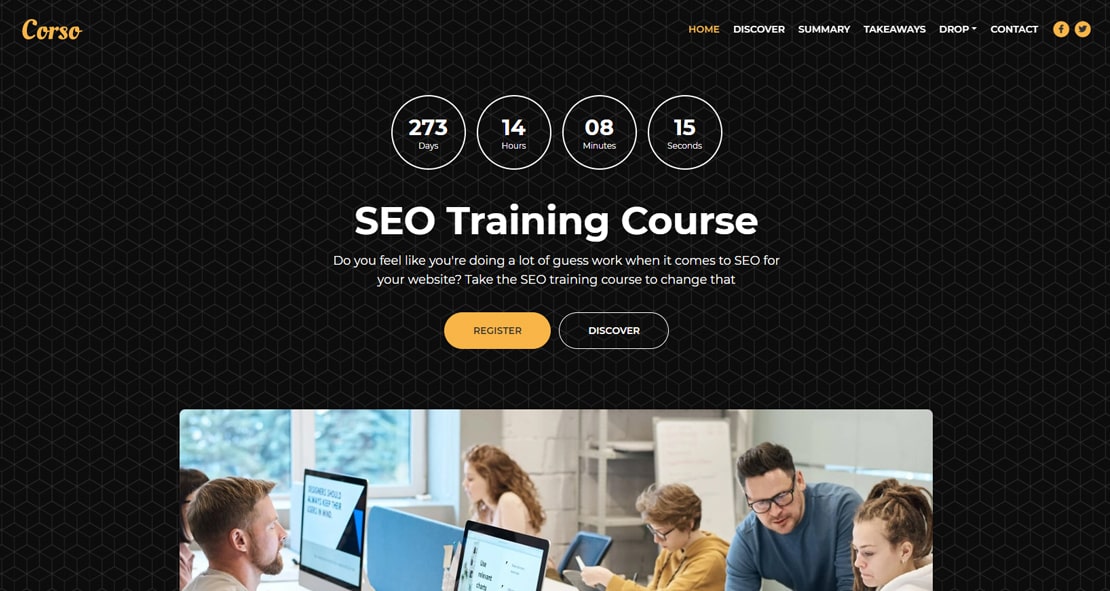 Corso
HOME DISCOVER SUMMARY TAKEAWAYS DROP CONTACT
273 14 08 15
Days Hours Minutes Seconds
SEO Training Course
Do you feel like you're doing a lot of guess work when it comes to SEO for
your website? Take the SEO training course to change that
REGISTER DISCOVER
DESIGNERS SHOULD
ALWAYS KEEP THEIR
USERS IN MIND.
Use
relevant
charts